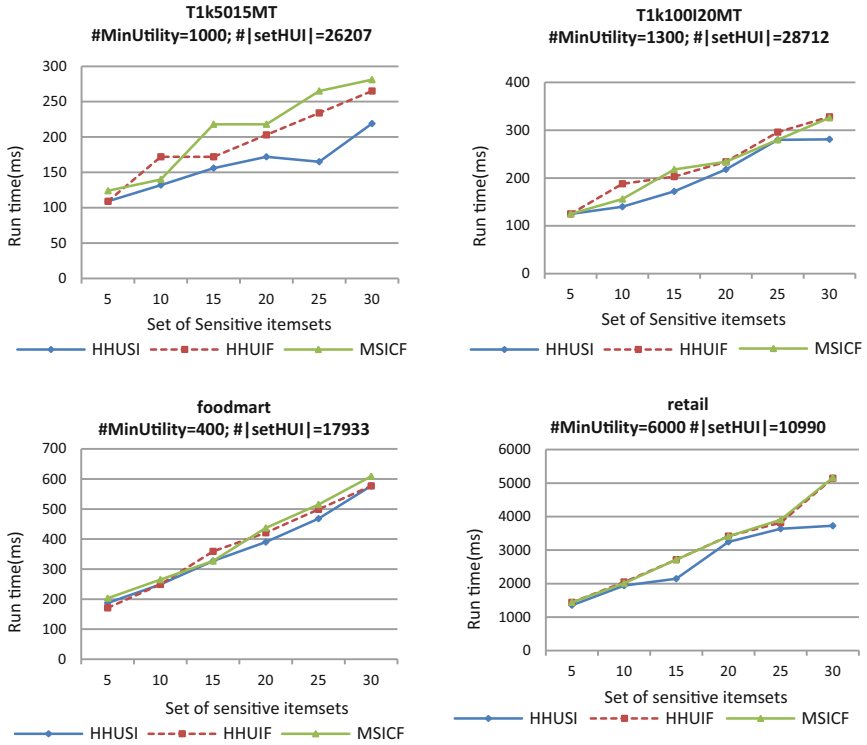 T1k5015MT
#MinUtility=1000; #|setHUI|=26207
300
250
200
150
100
50
0
Run time(ms)
5 10 15 20 25 30
Set of Sensitive itemsets
HHUSI HHUIF MSICF
T1k100I20MT
#MinUtility=1300; #|setHUI|=28712
400
300
200
100
0
Run time(ms)
5 10 15 20 25 30
Set of Sensitive itemsets
HHUSI HHUIF MSICF
foodmart
#MinUtility=400; #|setHUI|=17933
700
600
500
400
300
200
100
0
Run time(ms)
5 10 15 20 25 30
Set of sensitive itemsets
HHUSI HHUIF MSICF
retail
#MinUtility=6000 #|setHUI|=10990
6000
5000
4000
3000
2000
1000
0
Run time(ms)
5 10 15 20 25 30
Set of sensitive itemsets
HHUSI HHUIF MSICF